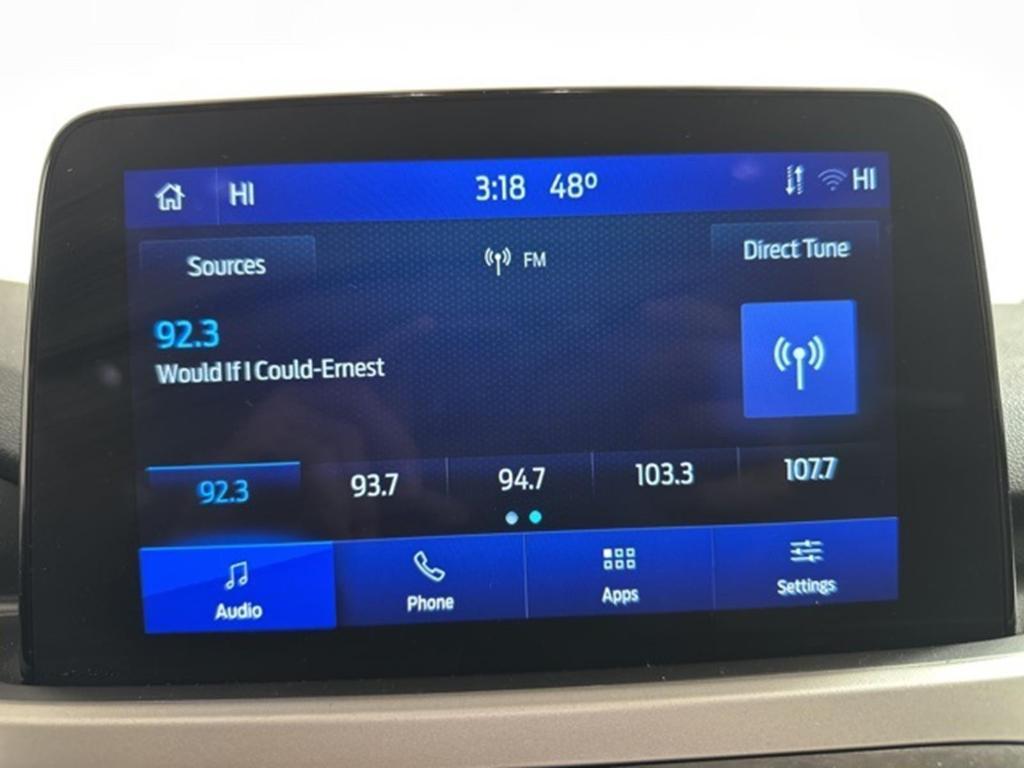 HI 3:18 48° HI
Sources FM Direct Tune
92.3
Would If I Could-Ernest
92.3 93.7 94.7 103.3 107.7
Audio Phone Apps Settings